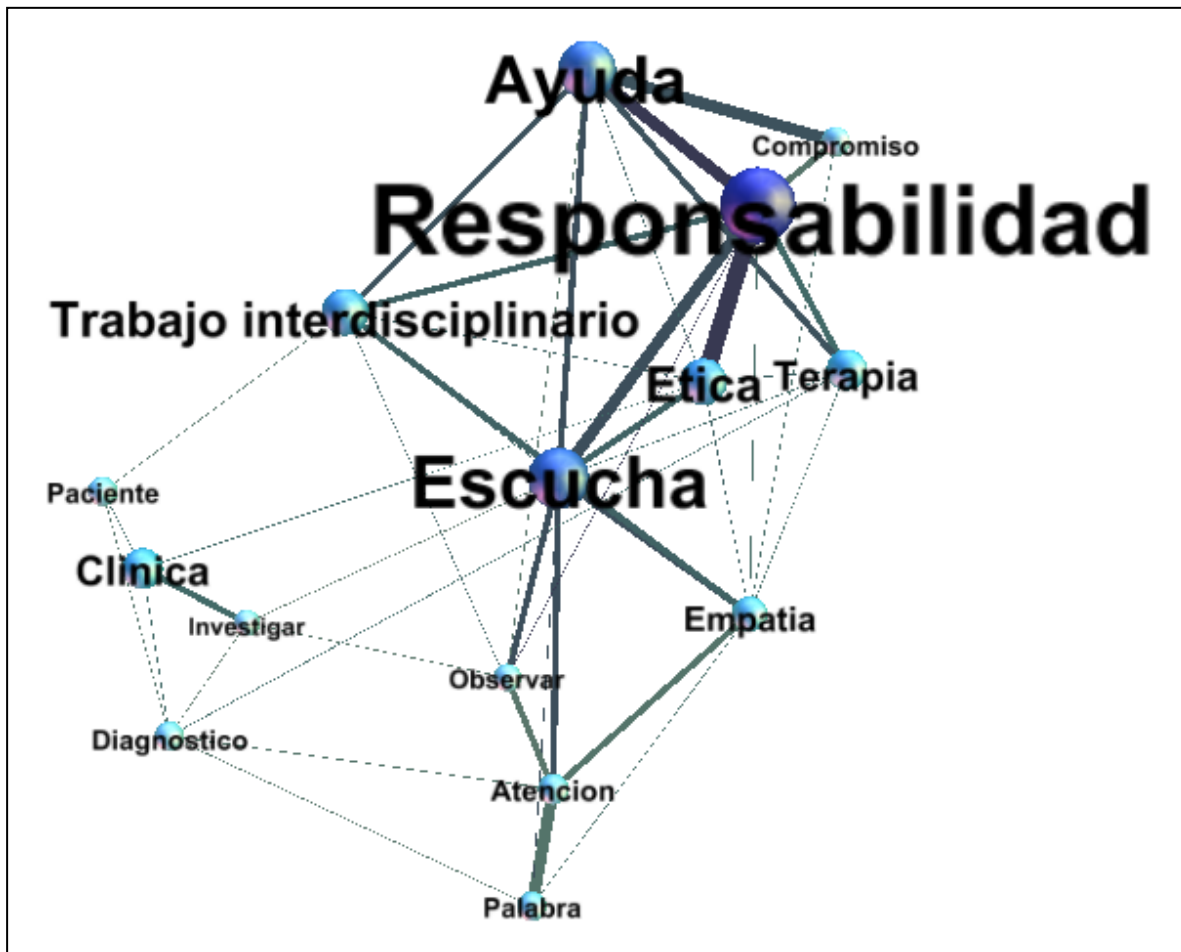 Ayuda
Compromiso
Responsabilidad
Trabajo interdisciplinario
Etica
Terapia
Escucha
Paciente
Clinica
Investigar
Empatia
Observar
Diagnostico
Atencion
Palabra